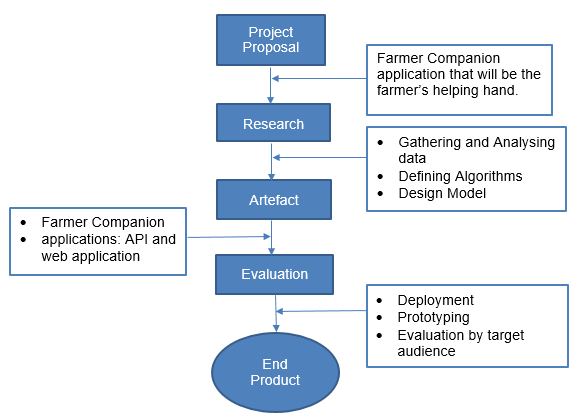 Project
Proposal
Farmer Companion
application that will be the
farmer's helping hand.
Research
• Gathering and Analysing
data
• Defining Algorithms
• Design Model
Artefact
• Farmer Companion
• applications: API and
web application
Evaluation
• Deployment
• Prototyping
• Evaluation by target
audience
End
Product